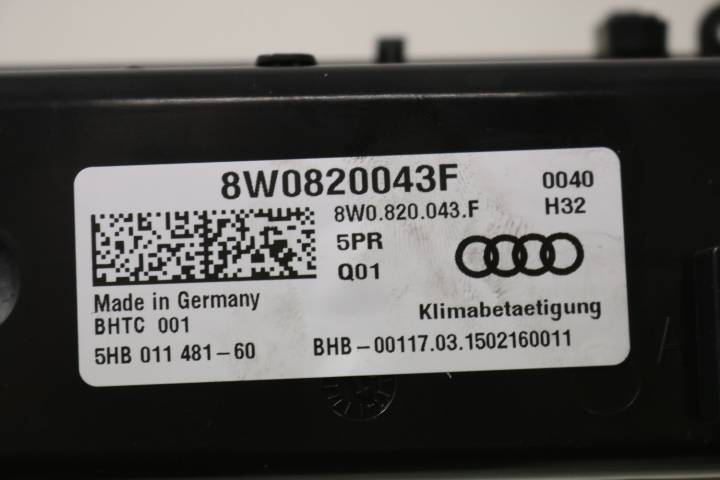 8W0820043F
0040
8W0.820.043.F
H32
5PR
Q01
Made in Germany
Klimabetaetigung
BHTC 001
5HB 011 481-60
BHB-00117.03.1502160011